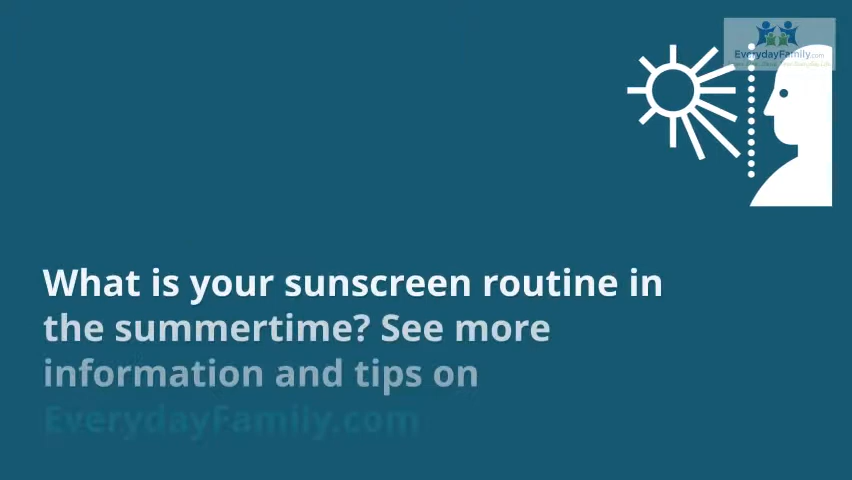 EverydayFamily.com
What is your sunscreen routine in
the summertime? See more
information and tips on
EverydayFamily.com